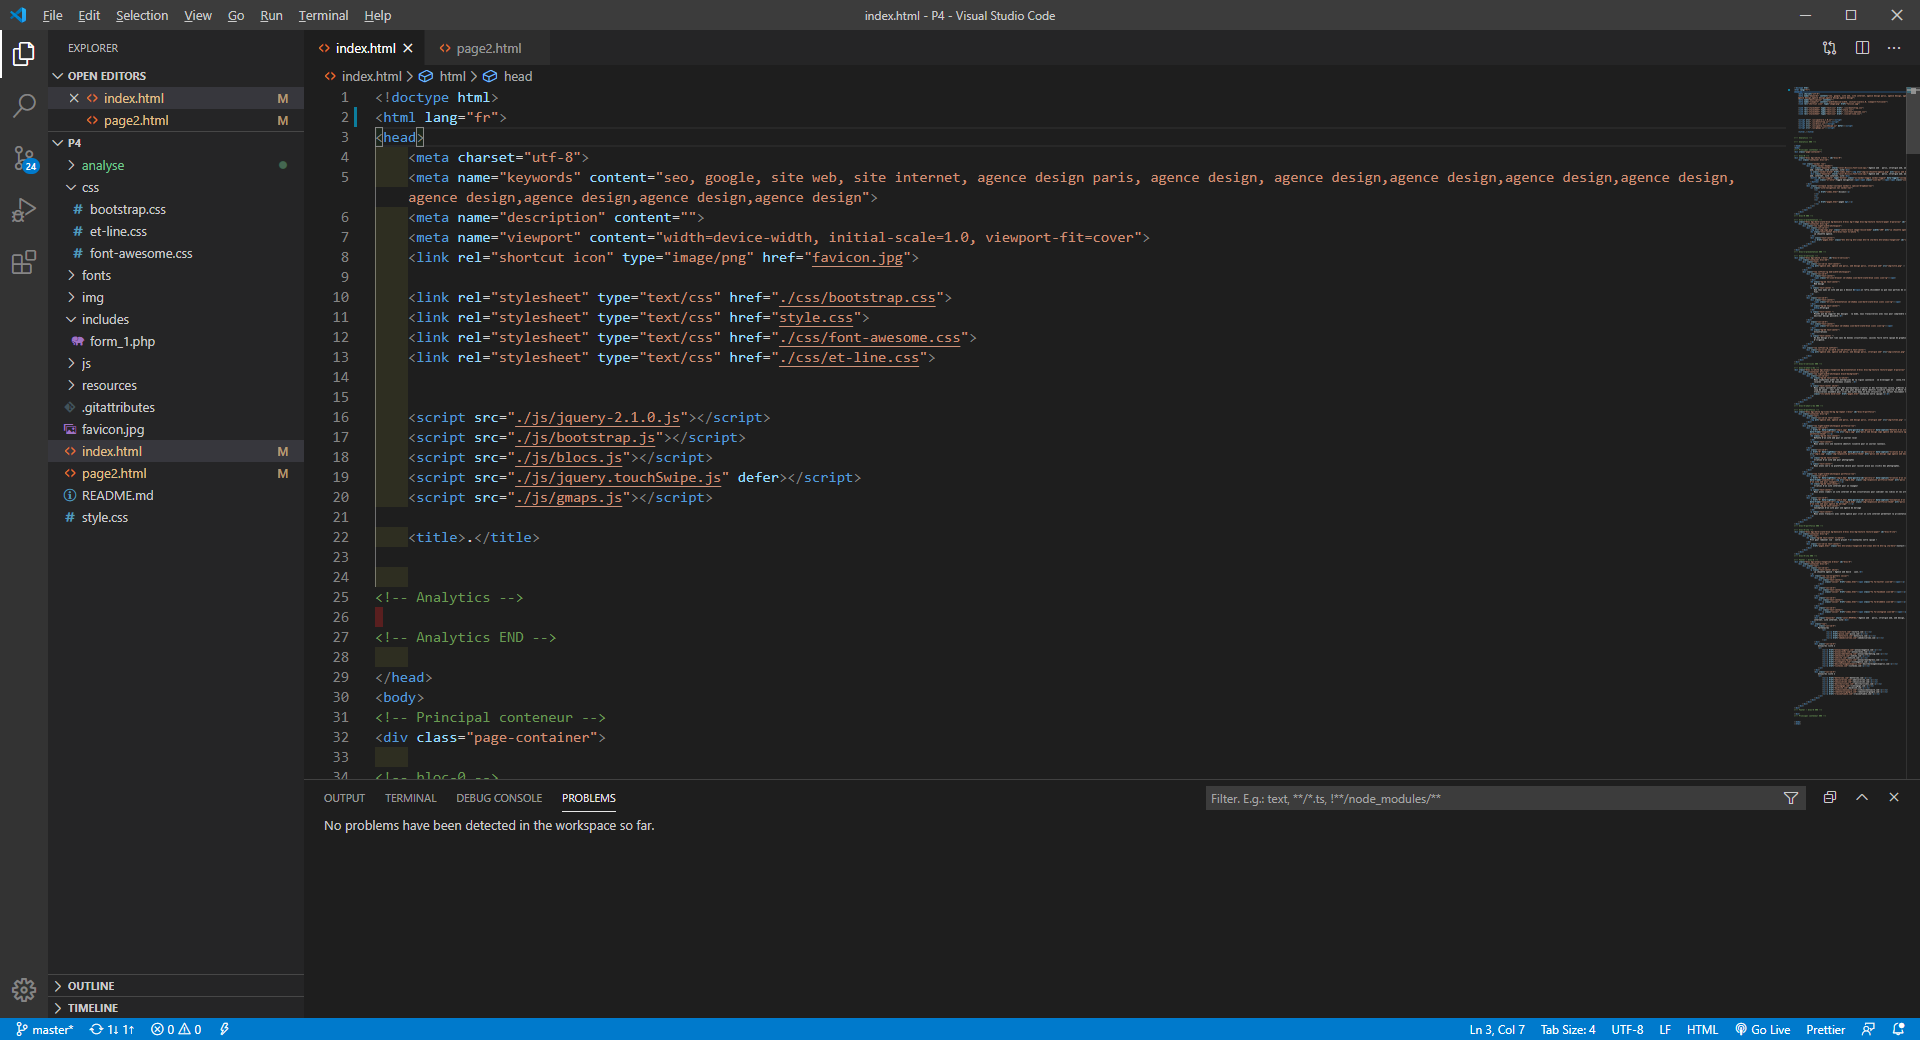 File Edit Selection View Go Run Terminal Help
index.html - P4 - Visual Studio Code
EXPLORER
OPEN EDITORS
index.html M
page2.html M
P4
analyse
css
bootstrap.css
et-line.css
font-awesome.css
fonts
img
includes
form_1.php
js
resources
.gitattributes
favicon.jpg
index.html M
page2.html M
README.md
style.css
OUTLINE
TIMELINE
24
index.html page2.html
index.html > html > head
1 <!doctype html>
2 <html lang="fr">
3 <head>
4 <meta charset="utf-8">
5 <meta name="keywords" content="seo, google, site web, site internet, agence design paris, agence design, agence design,agence design,agence design,agence design,
agence design,agence design,agence design,agence design">
6 <meta name="description" content="">
7 <meta name="viewport" content="width=device-width, initial-scale=1.0, viewport-fit=cover">
8 <link rel="shortcut icon" type="image/png" href="favicon.jpg">
9
10 <link rel="stylesheet" type="text/css" href="./css/bootstrap.css">
11 <link rel="stylesheet" type="text/css" href="style.css">
12 <link rel="stylesheet" type="text/css" href="./css/font-awesome.css">
13 <link rel="stylesheet" type="text/css" href="./css/et-line.css">
14
15
16 <script src="./js/jquery-2.1.0.js"></script>
17 <script src="./js/bootstrap.js"></script>
18 <script src="./js/blocs.js"></script>
19 <script src="./js/jquery.touchSwipe.js" defer></script>
20 <script src="./js/gmaps.js"></script>
21
22 <title>.</title>
23
24
25 <!-- Analytics -->
26
27 <!-- Analytics END -->
28
29 </head>
30 <body>
31 <!-- Principal conteneur -->
32 <div class="page-container">
33
34 <!-- bloc-0 -->
OUTPUT TERMINAL DEBUG CONSOLE PROBLEMS
Filter. E.g.: text, **/*.ts, !**/node_modules/**
No problems have been detected in the workspace so far.
master* 1↓ 1↑ 0 0
Ln 3, Col 7 Tab Size: 4 UTF-8 LF HTML Go Live Prettier